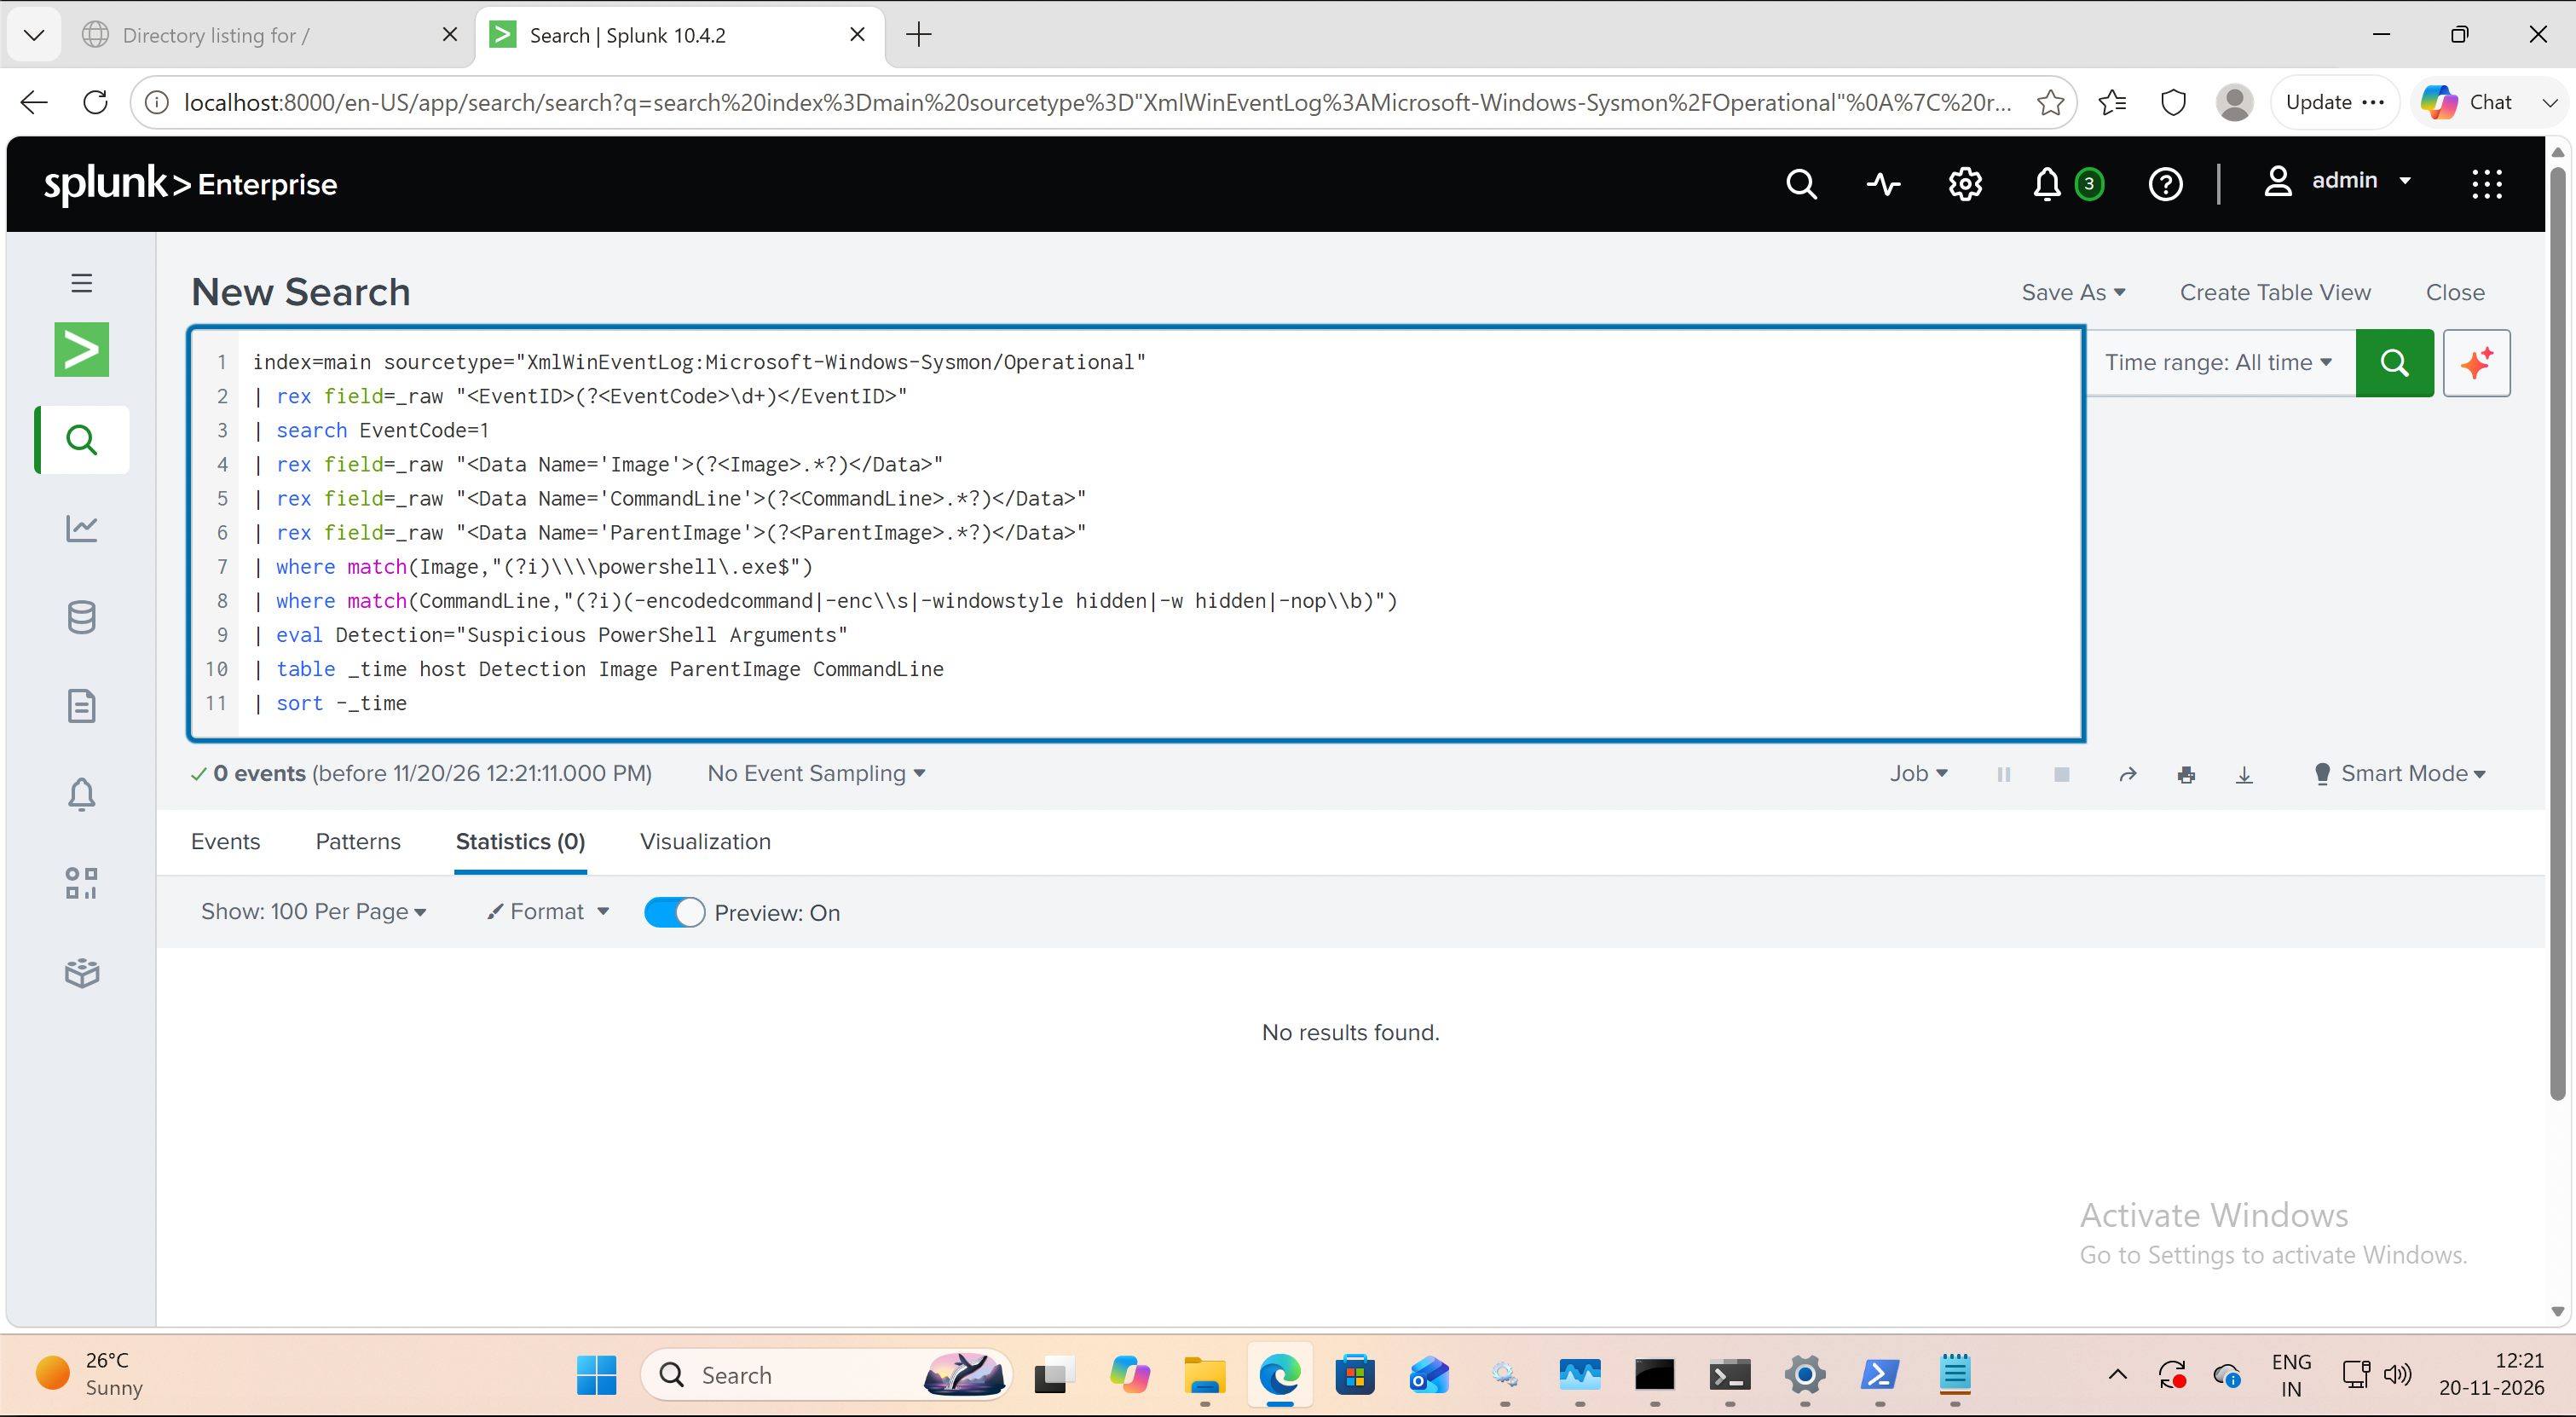 Directory listing for /
Search | Splunk 10.4.2
localhost:8000/en-US/app/search/search?q=search%20index%3Dmain%20sourcetype%3D"XmlWinEventLog%3AMicrosoft-Windows-Sysmon%2FOperational"%0A%7C%20r...
Update
Chat
splunk> Enterprise
3
admin
New Search
Save As
Create Table View
Close
1 index=main sourcetype="XmlWinEventLog:Microsoft-Windows-Sysmon/Operational"
2 | rex field=_raw "<EventID>(?<EventCode>\d+)</EventID>"
3 | search EventCode=1
4 | rex field=_raw "<Data Name='Image'>(?<Image>.*?)</Data>"
5 | rex field=_raw "<Data Name='CommandLine'>(?<CommandLine>.*?)</Data>"
6 | rex field=_raw "<Data Name='ParentImage'>(?<ParentImage>.*?)</Data>"
7 | where match(Image,"(?i)\\\\powershell\.exe$")
8 | where match(CommandLine,"(?i)(-encodedcommand|-enc\\s|-windowstyle hidden|-w hidden|-nop\\b)")
9 | eval Detection="Suspicious PowerShell Arguments"
10 | table _time host Detection Image ParentImage CommandLine
11 | sort -_time
Time range: All time
0 events (before 11/20/26 12:21:11.000 PM)
No Event Sampling
Job
Smart Mode
Events
Patterns
Statistics (0)
Visualization
Show: 100 Per Page
Format
Preview: On
No results found.
Activate Windows
Go to Settings to activate Windows.
26°C
Sunny
Search
ENG
IN
12:21
20-11-2026